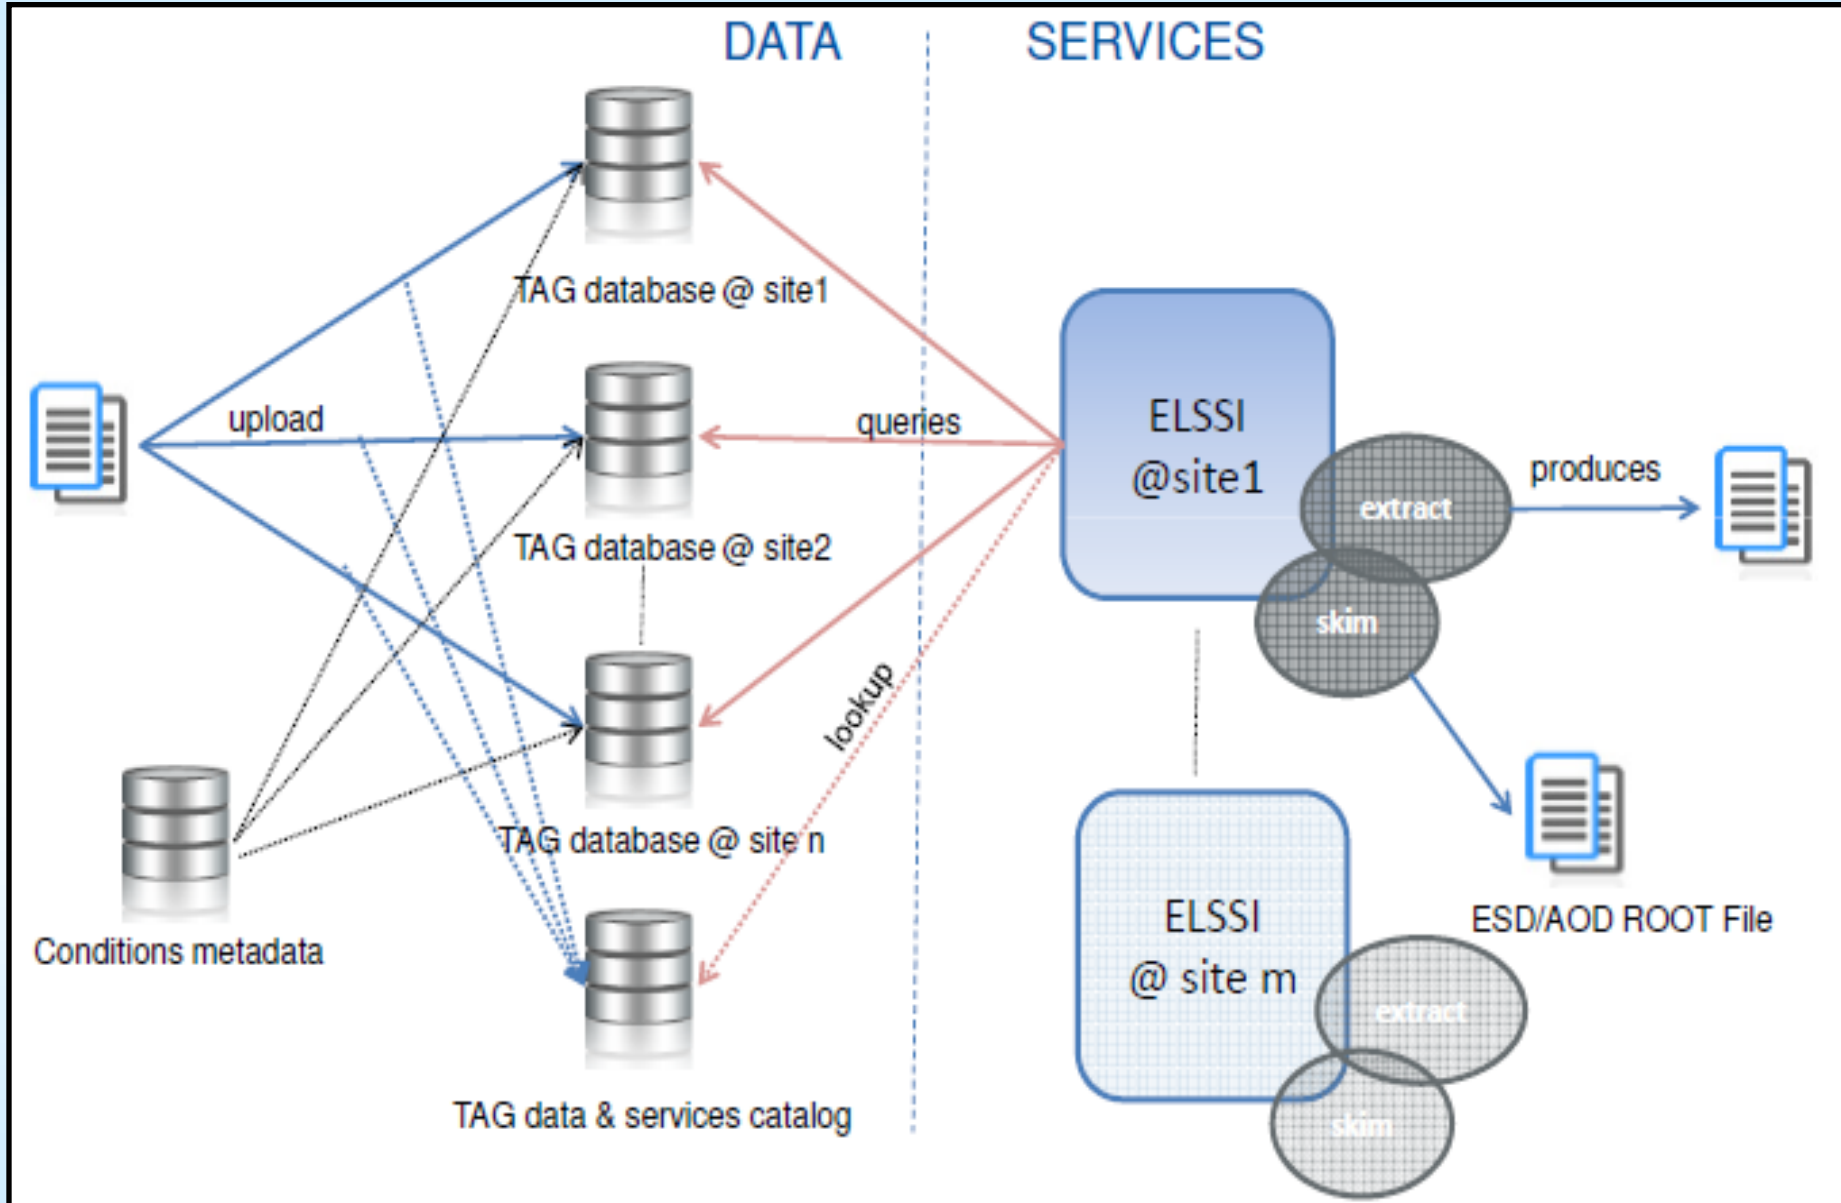 DATA
SERVICES
TAG database @ site1
upload
queries
ELSSI
@site1
extract
produces
skim
TAG database @ site2
lookup
TAG database @ site n
Conditions metadata
ELSSI
@ site m
extract
skim
ESD/AOD ROOT File
TAG data & services catalog